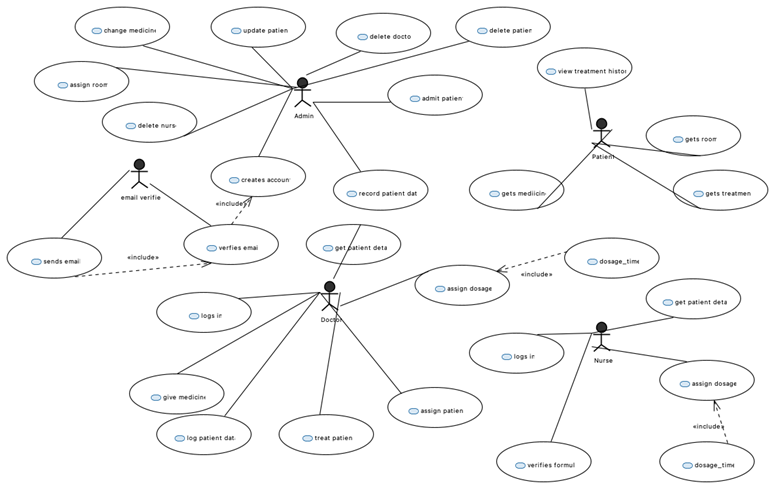 change medicine
update patien
delete docto
delete patien
view treatment histor
assign room
admit patien
Admin
delete nurs
Patient
gets room
email verifie
creates accoun
record patient dat
gets mediicin
gets treatmen
«include»
sends emai
verfies emai
get patient deta
«include»
dosage_time
«include»
assign dosage
logs in
Doctor
get patient deta
Nurse
logs in
give medicine
assign patien
assign dosage
log patient dat
treat patien
«include»
verifies formul
dosage_time